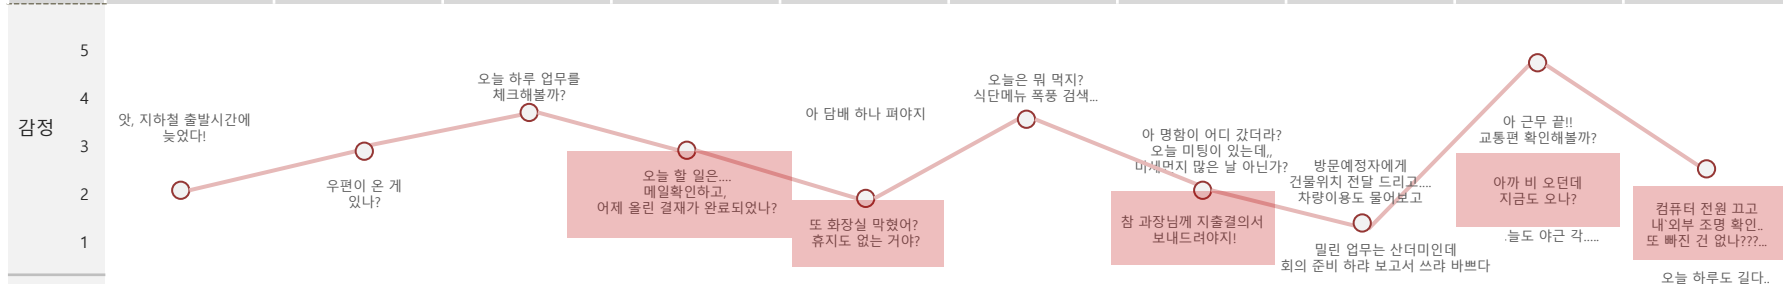 감정
5
4
3
2
1
앗, 지하철 출발시간에
늦었다!
우편이 온 게
있나?
오늘 하루 업무를
체크해볼까?
오늘 할 일은....
메일확인하고,
어제 올린 결재가 완료되었나?
아 담배 하나 펴야지
또 화장실 막혔어?
휴지도 없는 거야?
오늘은 뭐 먹지?
식단메뉴 폭풍 검색...
아 명함이 어디 갔더라?
오늘 미팅이 있는데,,
미세먼지 많은 날 아닌가?
참 과장님께 지출결의서
보내드려야지!
방문예정자에게
건물위치 전달 드리고....
차량이용도 물어보고
밀린 업무는 산더미인데
회의 준비 하랴 보고서 쓰랴 바쁘다
아 근무 끝!!
교통편 확인해볼까?
아까 비 오던데
지금도 오나?
늘도 야근 각.....
컴퓨터 전원 끄고
내`외부 조명 확인..
또 빠진 건 없나???...
오늘 하루도 길다..